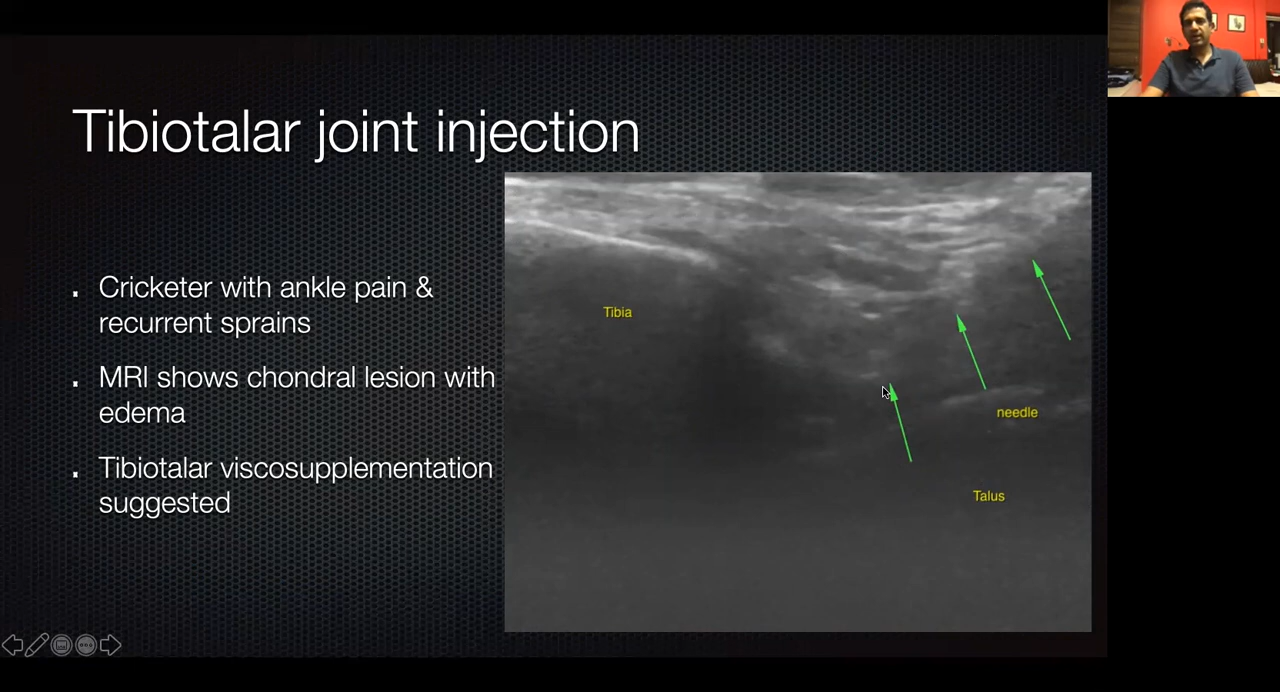 Tibiotalar joint injection
Cricketer with ankle pain &
recurrent sprains
MRI shows chondral lesion with
edema
Tibiotalar viscosupplementation
suggested
Tibia
needle
Talus